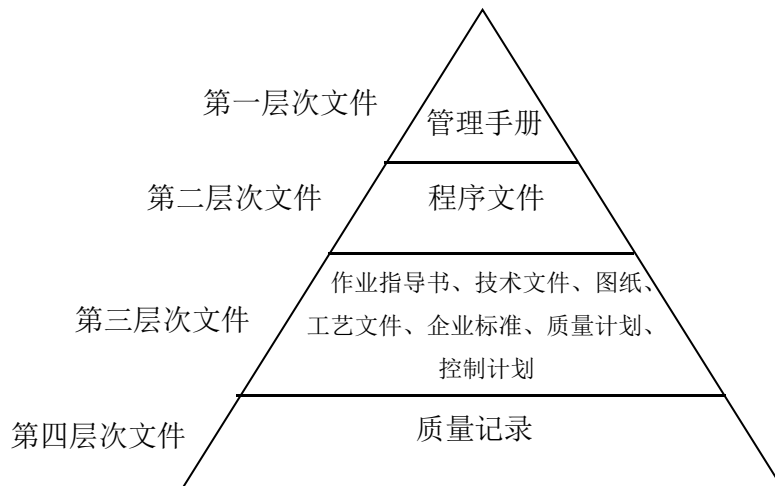 第一层次文件
管理手册
第二层次文件
程序文件
作业指导书、技术文件、图纸、
第三层次文件
工艺文件、企业标准、质量计划、
控制计划
第四层次文件
质量记录